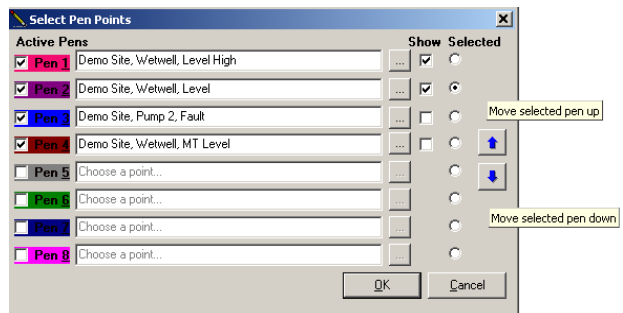 Select Pen Points
Active Pens Show Selected
Pen 1 Demo Site, Wetwell, Level High ...
Pen 2 Demo Site, Wetwell, Level ...
Move selected pen up
Pen 3 Demo Site, Pump 2, Fault ...
Pen 4 Demo Site, Wetwell, MT Level ...
Pen 5 Choose a point... ...
Pen 6 Choose a point... ...
Move selected pen down
Pen 7 Choose a point... ...
Pen 8 Choose a point... ...
OK Cancel